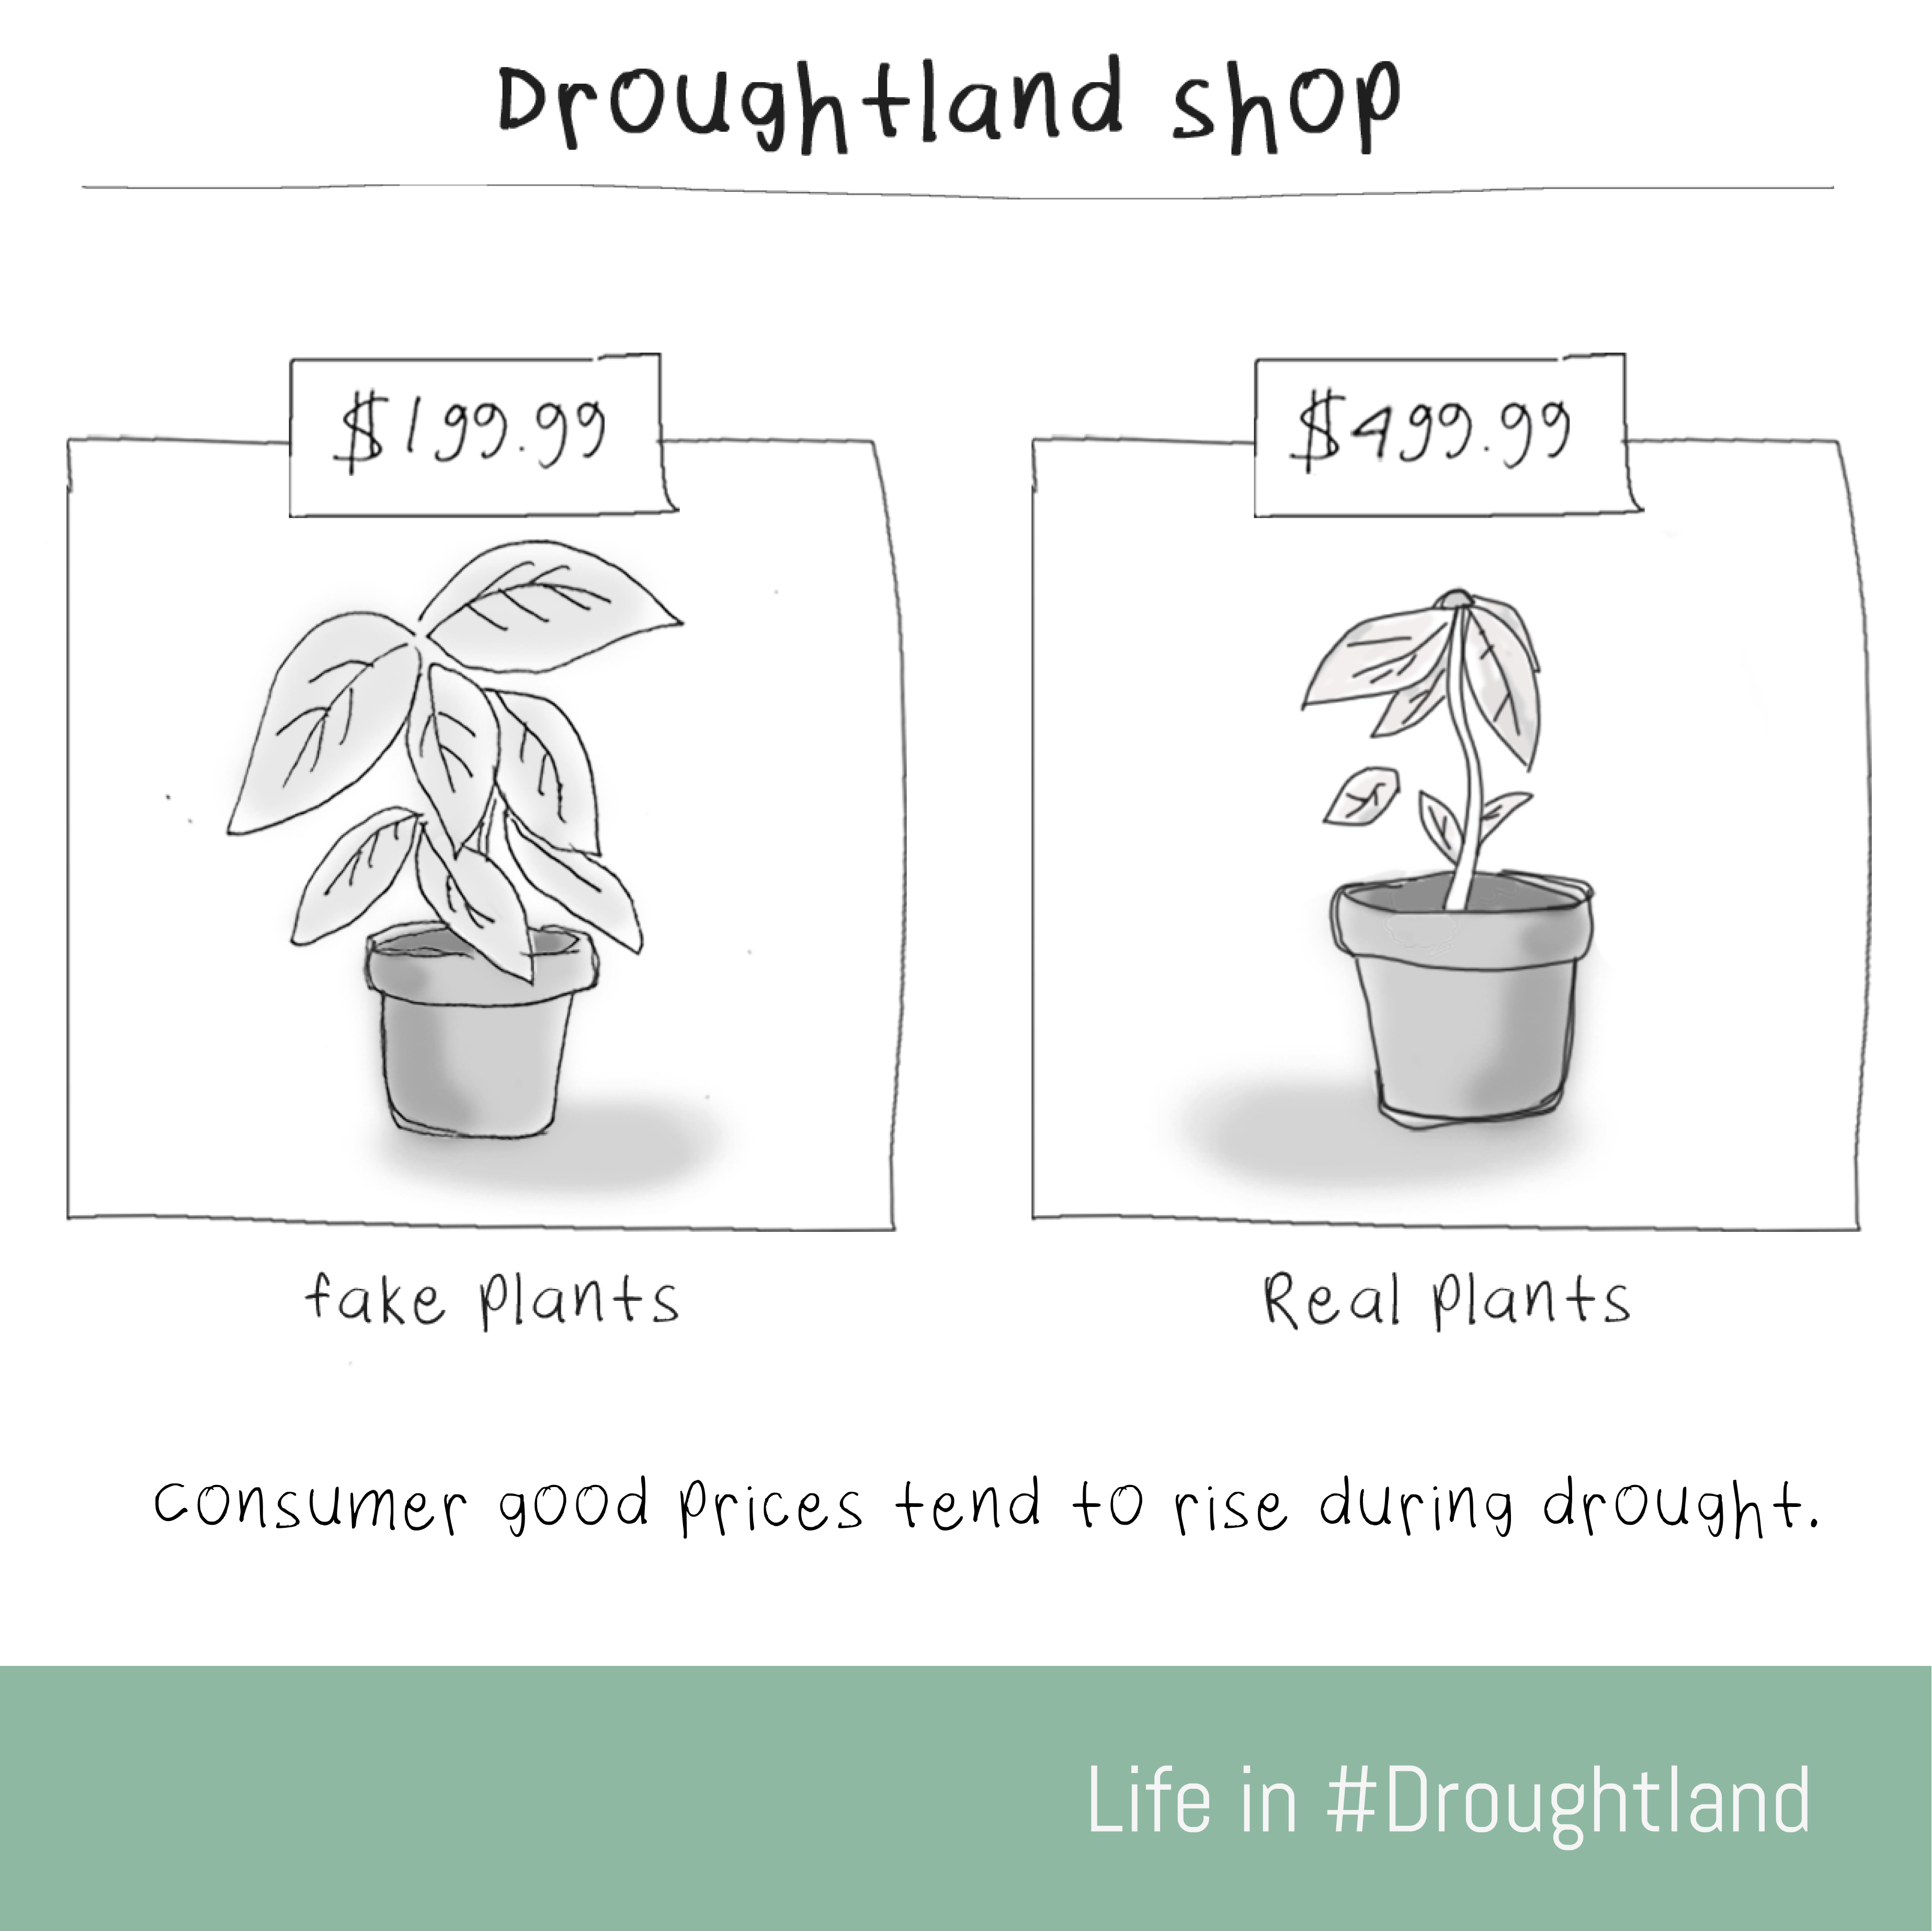 Droughtland shop
$199.99
$499.99
fake plants
Real plants
consumer good prices tend to rise during drought.
Life in #Droughtland